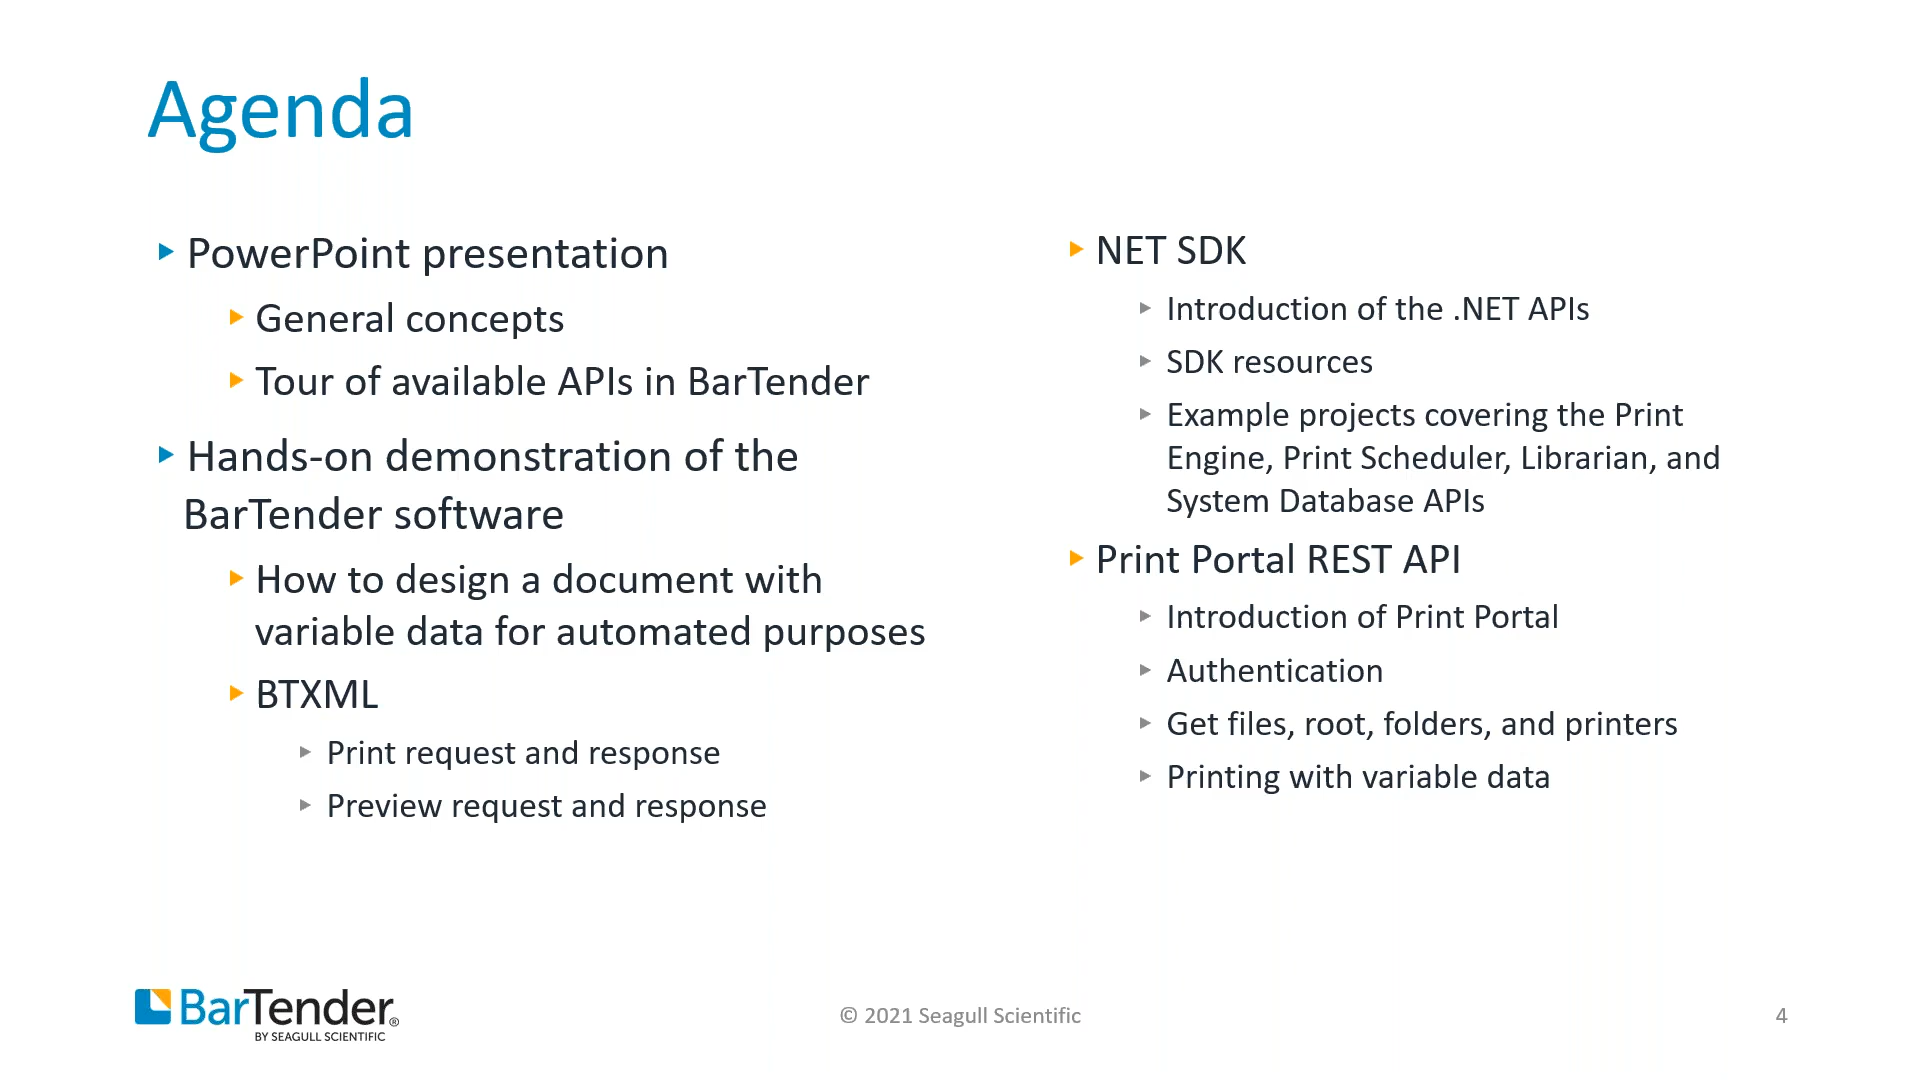 Agenda
PowerPoint presentation
General concepts
Tour of available APIs in BarTender
Hands-on demonstration of the
BarTender software
How to design a document with
variable data for automated purposes
BTXML
Print request and response
Preview request and response
NET SDK
Introduction of the .NET APIs
SDK resources
Example projects covering the Print
Engine, Print Scheduler, Librarian, and
System Database APIs
Print Portal REST API
Introduction of Print Portal
Authentication
Get files, root, folders, and printers
Printing with variable data
BarTender®
BY SEAGULL SCIENTIFIC
© 2021 Seagull Scientific
4